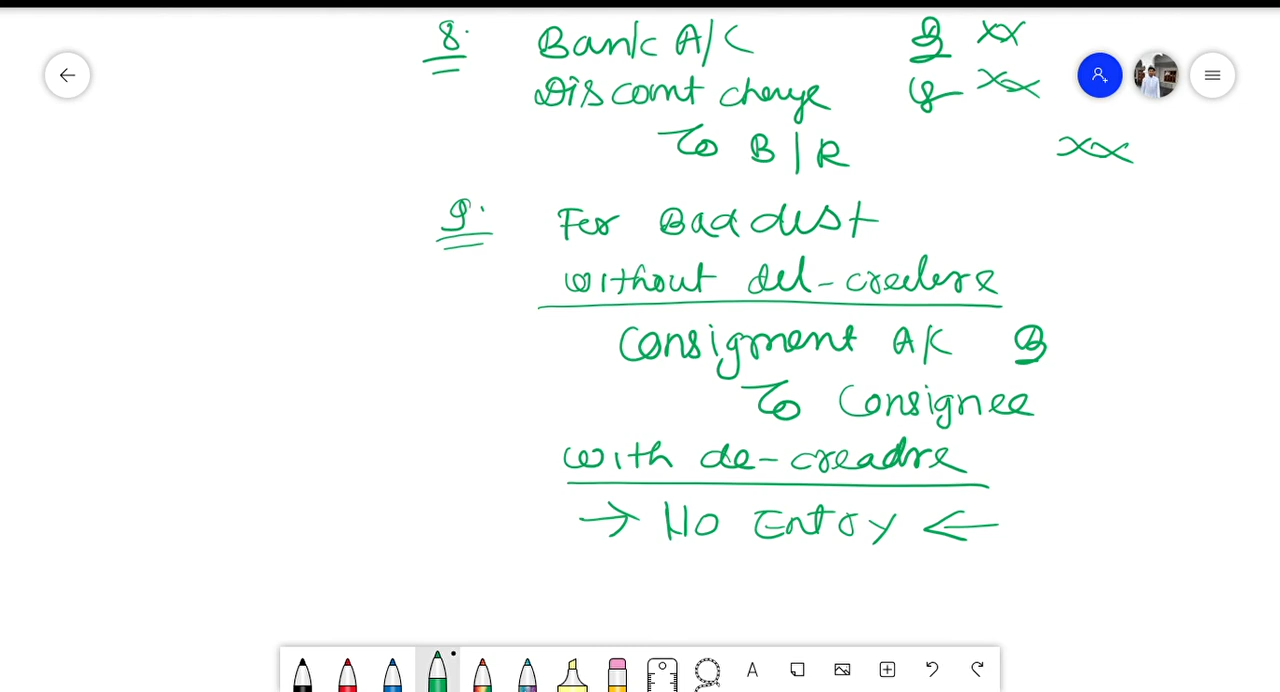 8. Bank A/C Dr xx
Discount charge Dr xx
To B/R xx
9. For Bad dist
without del-credere
Consignment A/C Dr
To Consignee
with de-creadre
→ No Entry ←
A